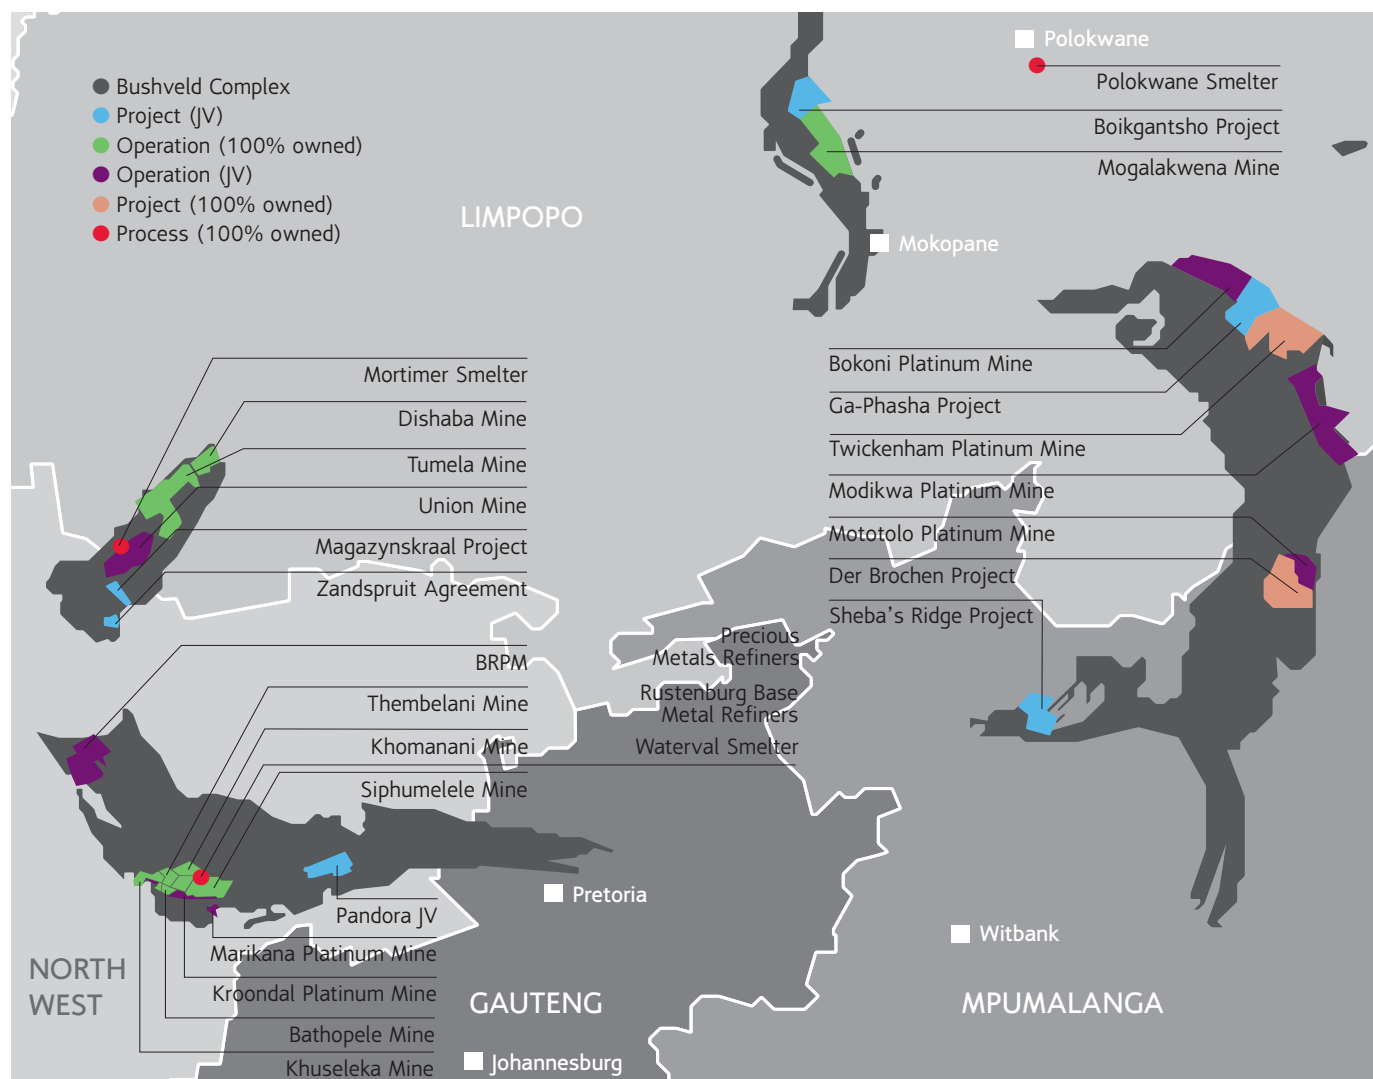 Polokwane
Polokwane Smelter
Bushveld Complex
Project (JV)
Operation (100% owned)
Operation (JV)
Project (100% owned)
Process (100% owned)
Boikgantsho Project
Mogalakwena Mine
LIMPOPO
Mokopane
Mortimer Smelter
Dishaba Mine
Tumela Mine
Union Mine
Magazynskraal Project
Zandspruit Agreement
Bokoni Platinum Mine
Ga-Phasha Project
Twickenham Platinum Mine
Modikwa Platinum Mine
Mototolo Platinum Mine
Der Brochen Project
Sheba's Ridge Project
BRPM
Thembelani Mine
Khomanani Mine
Siphumelele Mine
Precious
Metals Refiners
Rustenburg Base
Metal Refiners
Waterval Smelter
Pretoria
Pandora JV
Marikana Platinum Mine
Kroondal Platinum Mine
Bathopele Mine
Khuseleka Mine
NORTH
WEST
GAUTENG
Johannesburg
Witbank
MPUMALANGA